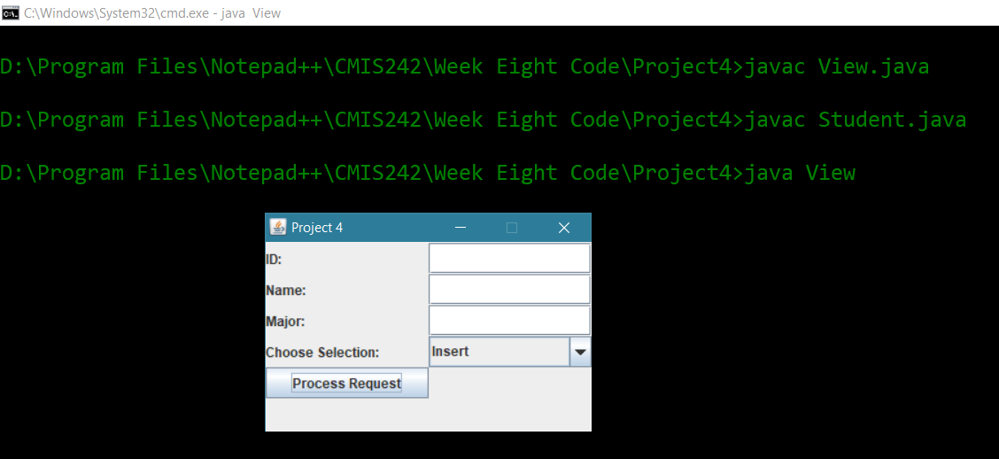 C:\Windows\System32\cmd.exe - java  View
D:\Program Files\Notepad++\CMIS242\Week Eight Code\Project4>javac View.java
D:\Program Files\Notepad++\CMIS242\Week Eight Code\Project4>javac Student.java
D:\Program Files\Notepad++\CMIS242\Week Eight Code\Project4>java View
Project 4
ID:
Name:
Major:
Choose Selection: Insert
Process Request